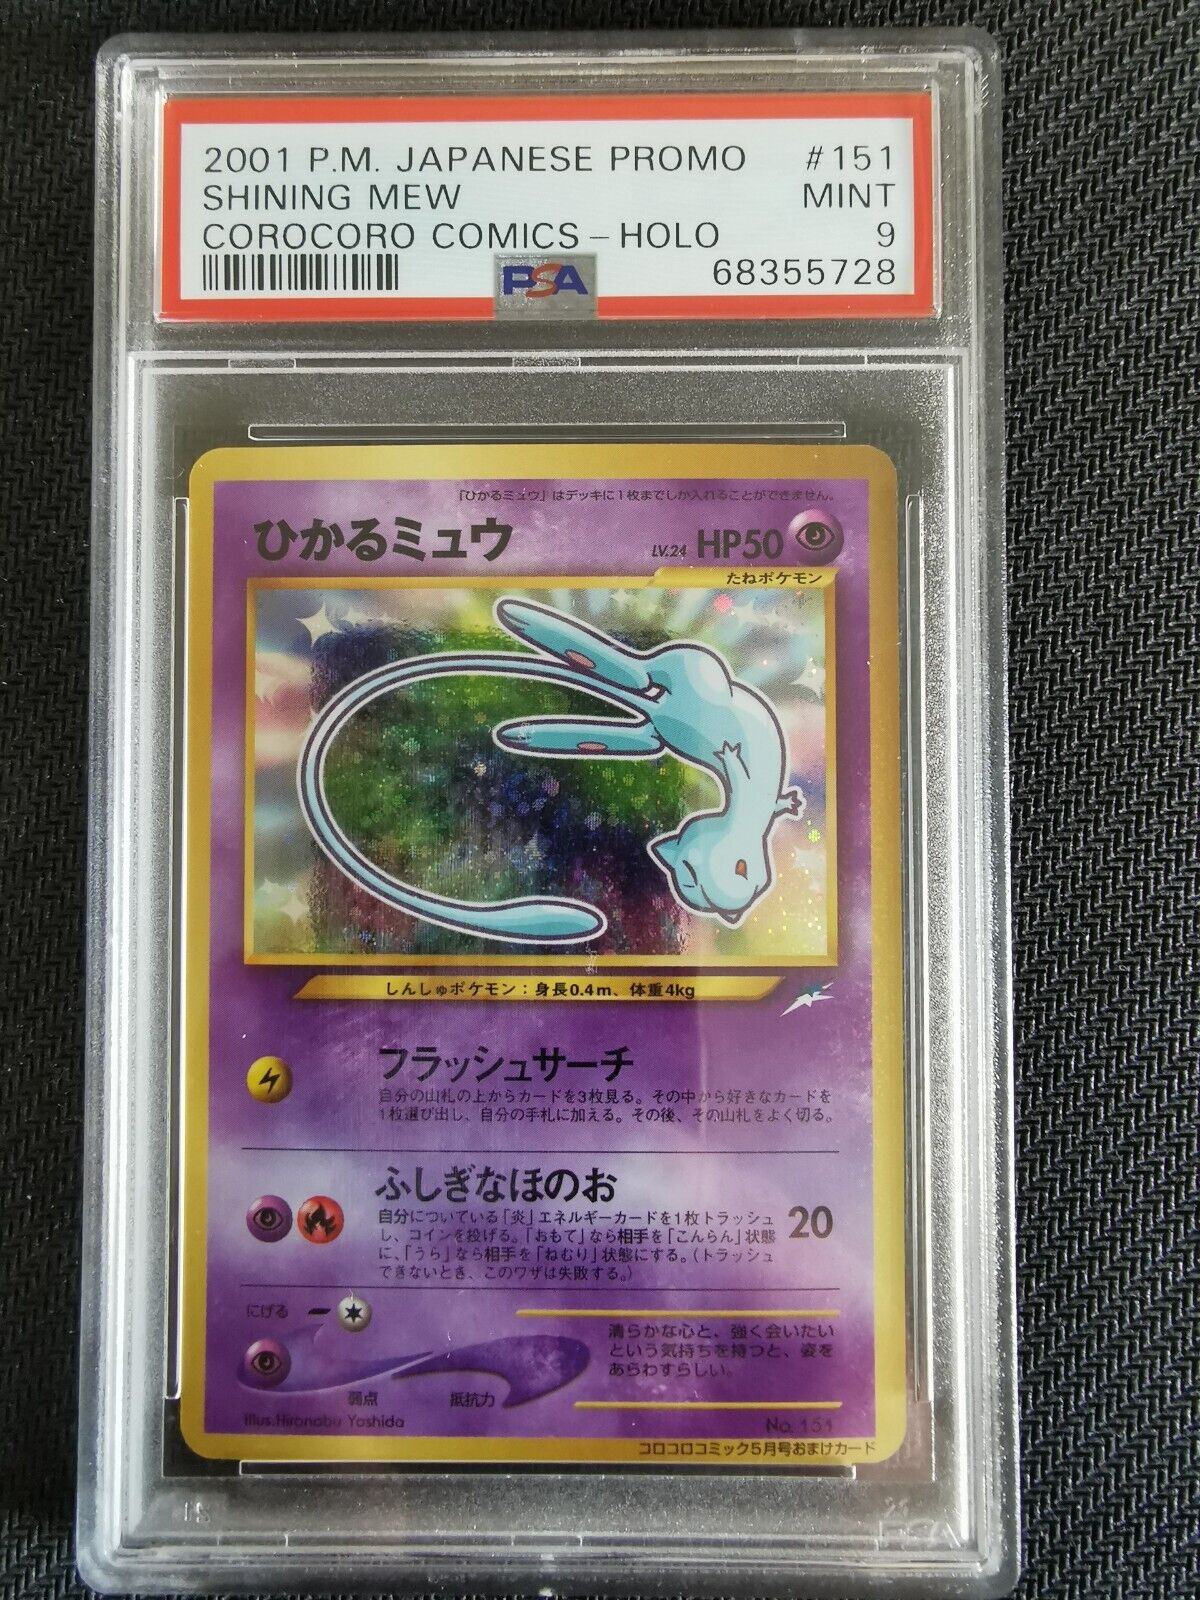 2001 P.M. JAPANESE PROMO #151
SHINING MEW MINT
COROCORO COMICS - HOLO 9
PSA 68355728
「ひかるミュウ」はデッキに1枚までしか入れることができません。
ひかるミュウ LV.24 HP50
たねポケモン
しんしゅポケモン：身長0.4m、体重4kg
フラッシュサーチ
自分の山札の上からカードを3枚見る。その中から好きなカードを
1枚選び出し、自分の手札に加える。その後、その山札をよく切る。
ふしぎなほのお 20
自分についている「炎」エネルギーカードを1枚トラッシュ
し、コインを投げる。「おもて」なら相手を「こんらん」状態
に、「うら」なら相手を「ねむり」状態にする。（トラッシュ
できないとき、このワザは失敗する。）
にげる
清らかな心と、強く会いたい
という気持ちを持つと、姿を
あらわすらしい。
弱点 抵抗力
Illus.Hironobu Yoshida No.151
コロコロコミック5月号おまけカード